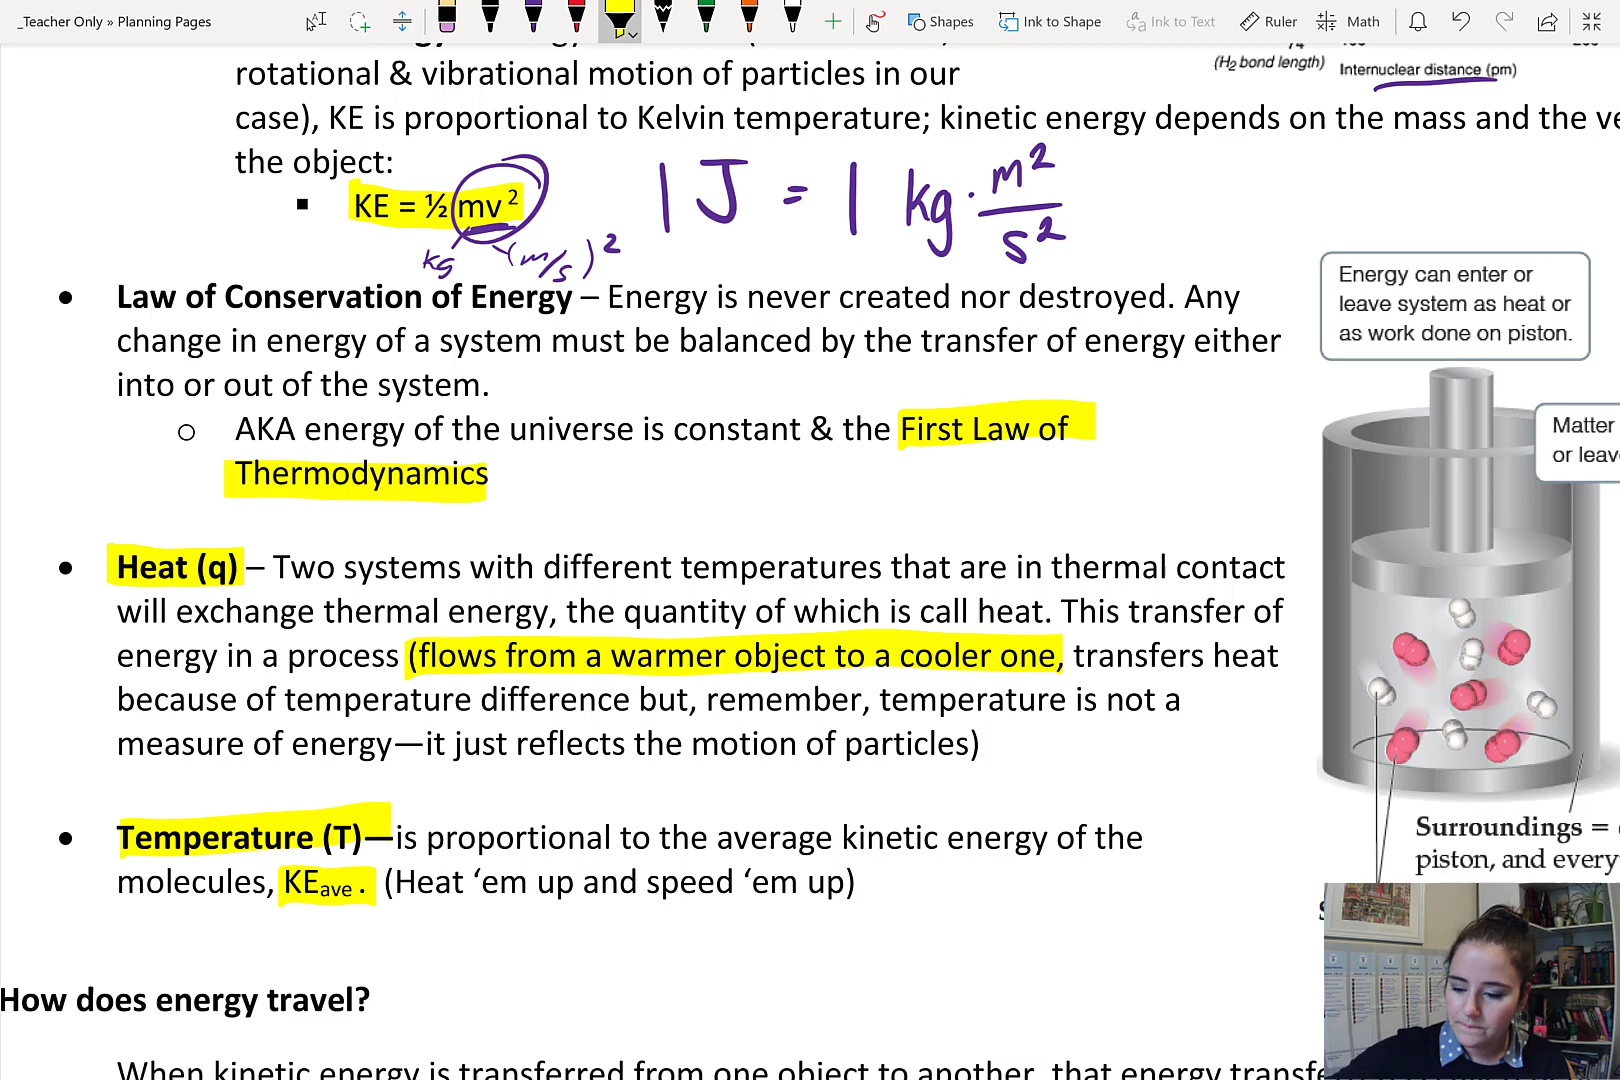 _Teacher Only » Planning Pages
Shapes
Ink to Shape
Ink to Text
Ruler
Math
(H₂ bond length)
Internuclear distance (pm)
rotational & vibrational motion of particles in our
case), KE is proportional to Kelvin temperature; kinetic energy depends on the mass and the ve
the object:
▪ KE = ½ mv²
kg (m/s)²
1 J = 1 kg · m²/s²
• Law of Conservation of Energy – Energy is never created nor destroyed. Any
change in energy of a system must be balanced by the transfer of energy either
into or out of the system.
o AKA energy of the universe is constant & the First Law of
Thermodynamics
• Heat (q) – Two systems with different temperatures that are in thermal contact
will exchange thermal energy, the quantity of which is call heat. This transfer of
energy in a process (flows from a warmer object to a cooler one, transfers heat
because of temperature difference but, remember, temperature is not a
measure of energy—it just reflects the motion of particles)
• Temperature (T)—is proportional to the average kinetic energy of the
molecules, KEave . (Heat ‘em up and speed ‘em up)
Energy can enter or
leave system as heat or
as work done on piston.
Matter
or leav
Surroundings =
piston, and every
How does energy travel?
When kinetic energy is transferred from one object to another, that energy transfe